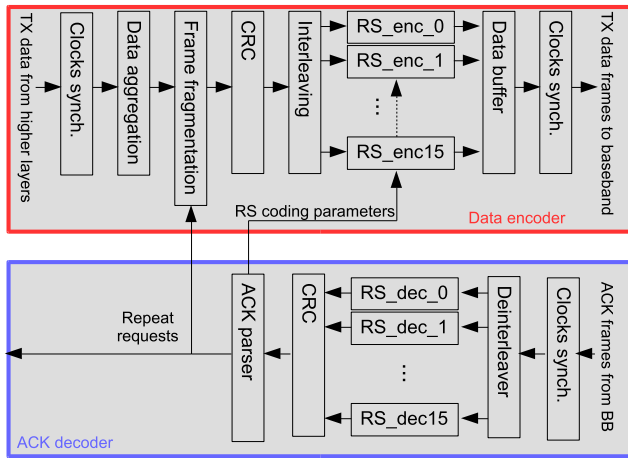 TX data from higher layers
Clocks synch.
Data aggregation
Frame fragmentation
CRC
Interleaving
RS_enc_0
RS_enc_1
...
RS_enc15
Data buffer
Clocks synch.
TX data frames to baseband
RS coding parameters
Data encoder
Repeat
requests
ACK parser
CRC
RS_dec_0
RS_dec_1
...
RS_dec15
Deinterleaver
Clocks synch.
ACK frames from BB
ACK decoder